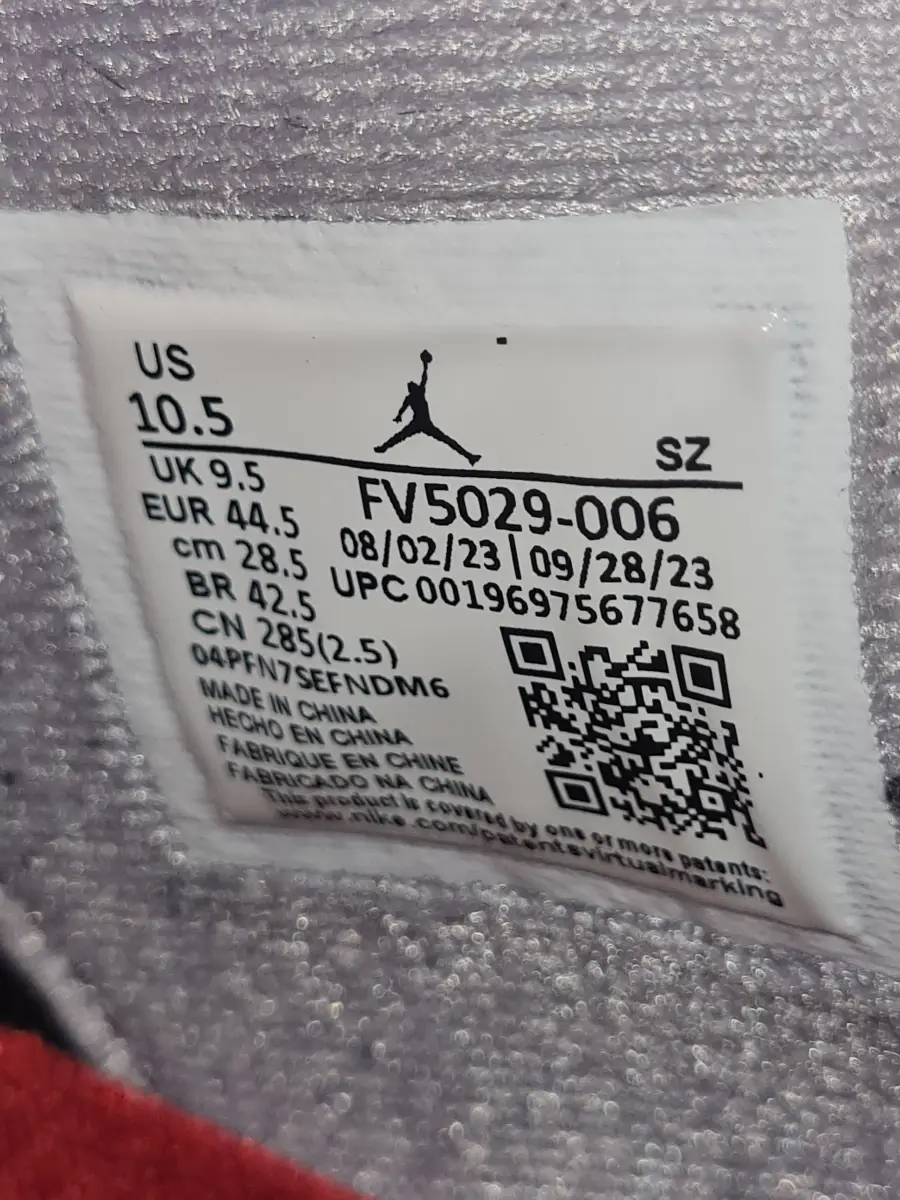 US
10.5
SZ
UK 9.5
EUR 44.5
cm 28.5
BR 42.5
CN 285(2.5)
04PFN7SEFNDM6
FV5029-006
08/02/23|09/28/23
UPC 00196975677658
MADE IN CHINA
HECHO EN CHINA
FABRIQUE EN CHINE
FABRICADO NA CHINA
This product is covered by one or more patents:
www.nike.com/patentsvirtualmarking